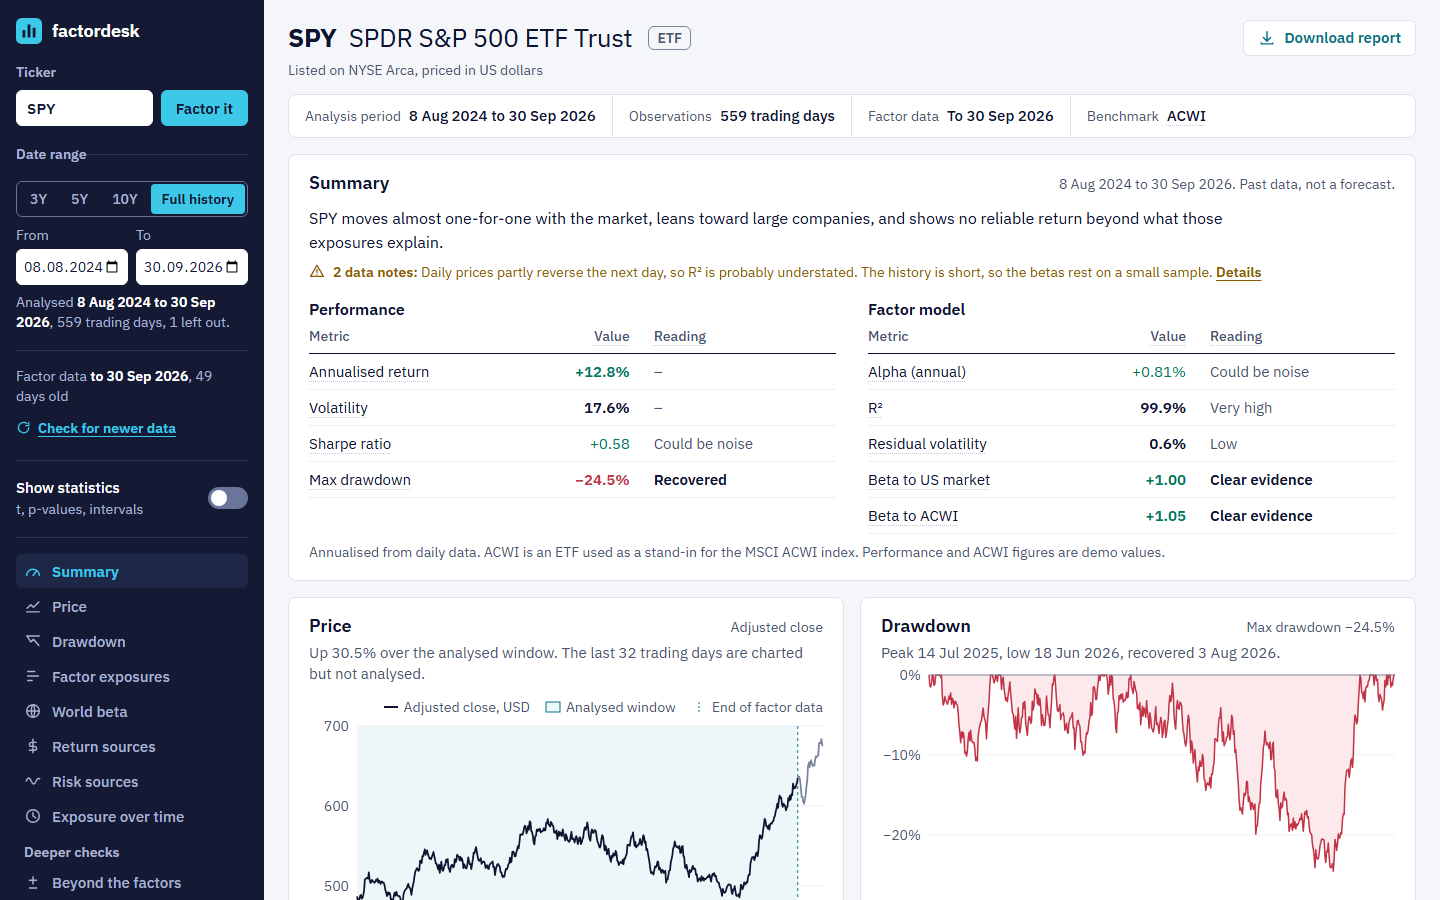 factordesk
Ticker
SPY
Factor it
Date range
3Y 5Y 10Y Full history
From To
08.08.2024 30.09.2026
Analysed 8 Aug 2024 to 30 Sep
2026, 559 trading days, 1 left out.
Factor data to 30 Sep 2026, 49
days old
Check for newer data
Show statistics
t, p-values, intervals
Summary
Price
Drawdown
Factor exposures
World beta
Return sources
Risk sources
Exposure over time
Deeper checks
Beyond the factors
SPY SPDR S&P 500 ETF Trust ETF
Download report
Listed on NYSE Arca, priced in US dollars
Analysis period 8 Aug 2024 to 30 Sep 2026 Observations 559 trading days Factor data To 30 Sep 2026 Benchmark ACWI
Summary
8 Aug 2024 to 30 Sep 2026. Past data, not a forecast.
SPY moves almost one-for-one with the market, leans toward large companies, and shows no reliable return beyond what those
exposures explain.
2 data notes: Daily prices partly reverse the next day, so R² is probably understated. The history is short, so the betas rest on a small sample. Details
Performance
Metric Value Reading
Annualised return +12.8% –
Volatility 17.6% –
Sharpe ratio +0.58 Could be noise
Max drawdown −24.5% Recovered
Factor model
Metric Value Reading
Alpha (annual) +0.81% Could be noise
R² 99.9% Very high
Residual volatility 0.6% Low
Beta to US market +1.00 Clear evidence
Beta to ACWI +1.05 Clear evidence
Annualised from daily data. ACWI is an ETF used as a stand-in for the MSCI ACWI index. Performance and ACWI figures are demo values.
Price
Adjusted close
Up 30.5% over the analysed window. The last 32 trading days are charted
but not analysed.
Adjusted close, USD Analysed window End of factor data
700
600
500
Drawdown
Max drawdown −24.5%
Peak 14 Jul 2025, low 18 Jun 2026, recovered 3 Aug 2026.
0%
−10%
−20%